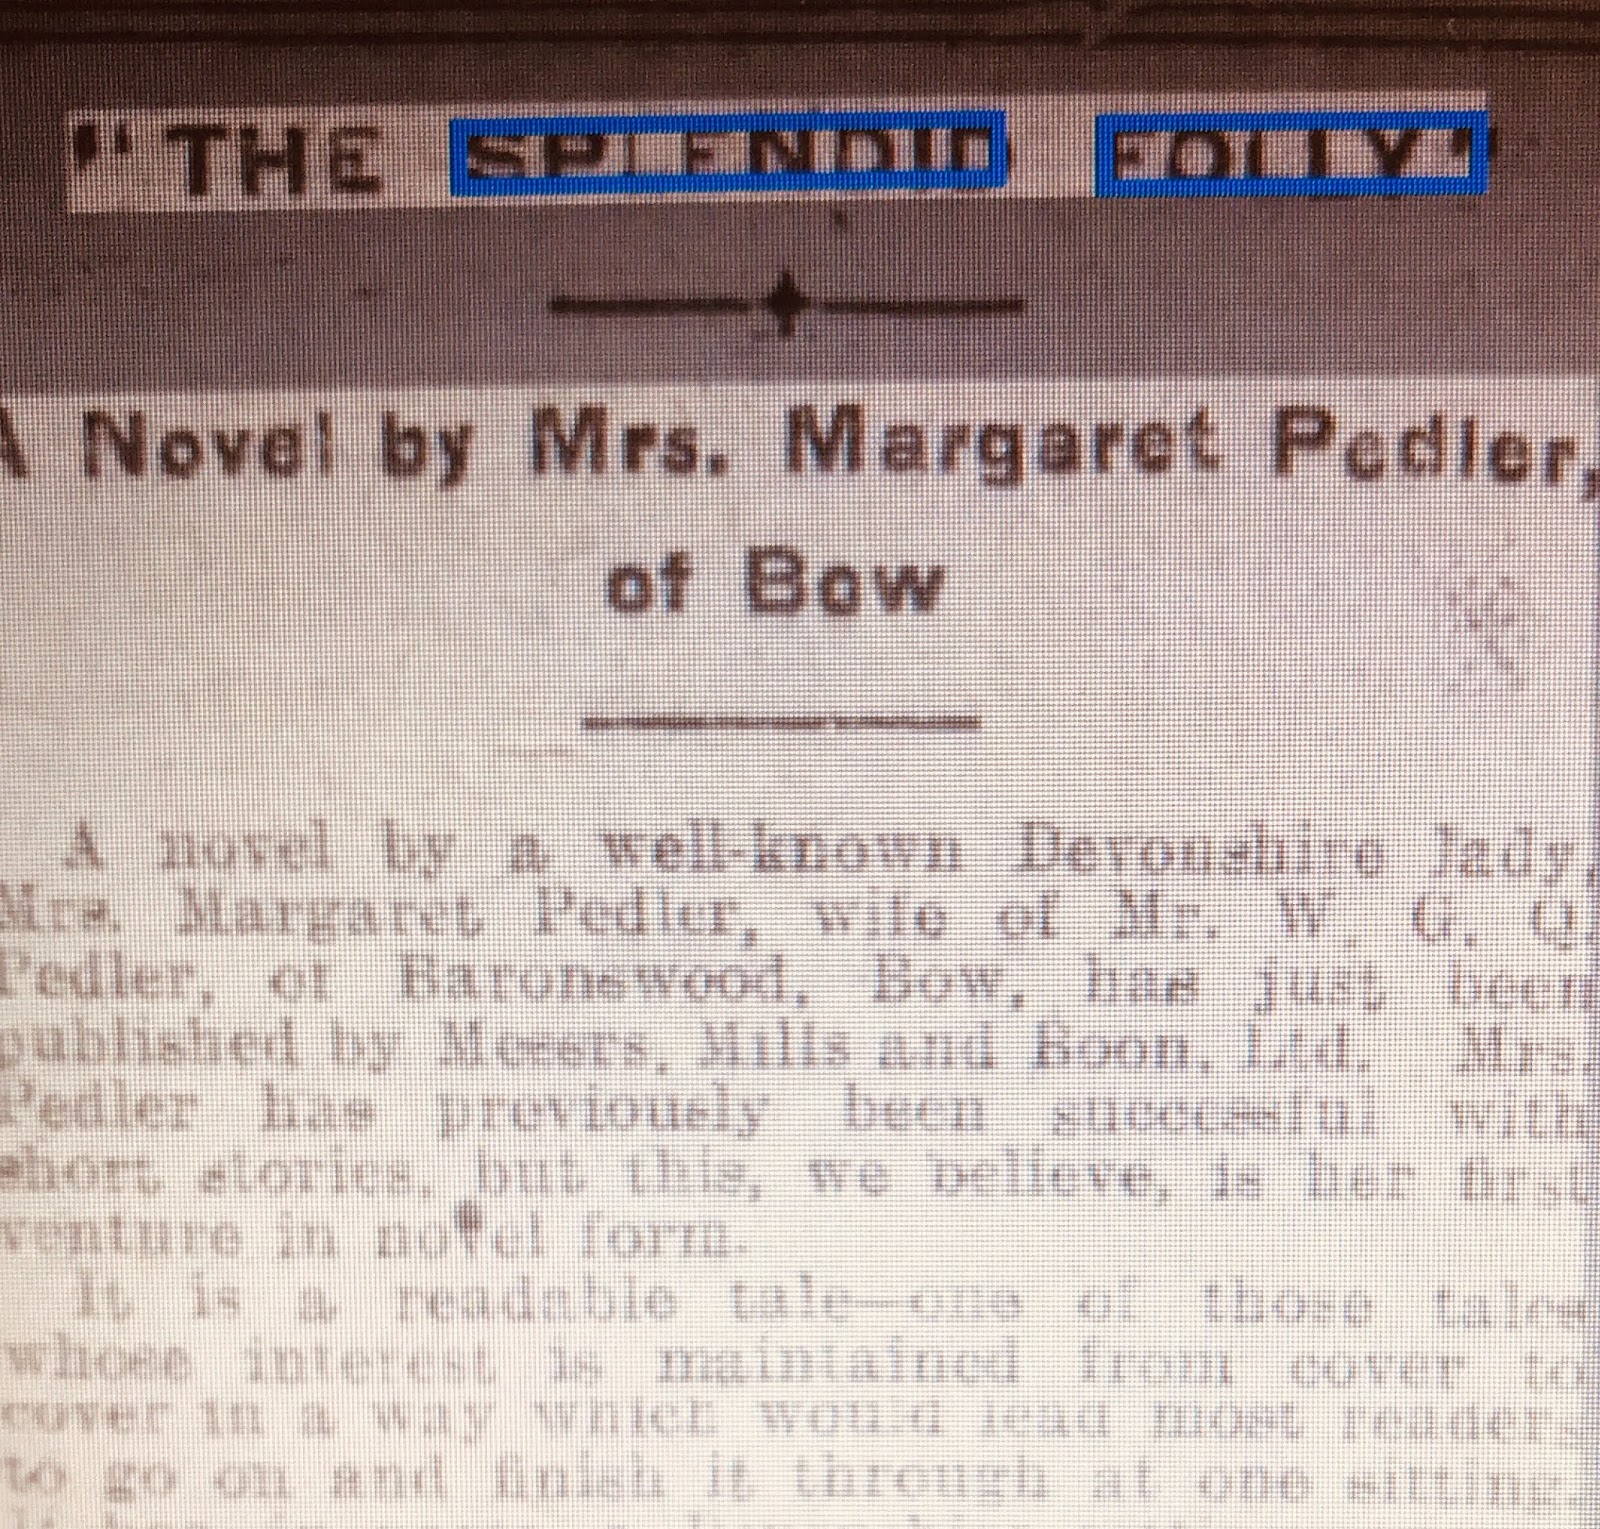 "THE SPLENDID FOLLY"
A Novel by Mrs. Margaret Pedler,
of Bow
A novel by a well-known Devonshire lady,
Mrs. Margaret Pedler, wife of Mr. W. G. Q.
Pedler, of Baronswood, Bow, has just been
published by Messrs. Mills and Boon, Ltd. Mrs.
Pedler has previously been successful with
short stories, but this, we believe, is her first
venture in novel form.
It is a readable tale—one of those tales
whose interest is maintained from cover to
cover in a way which would lead most readers
to go on and finish it through at one sitting.